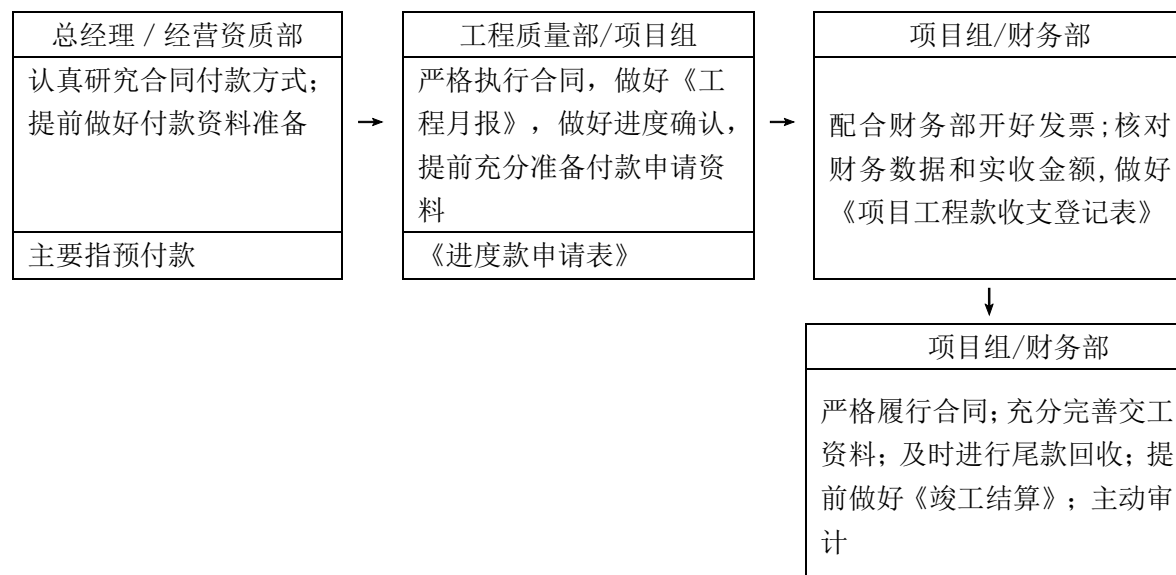 总经理 / 经营资质部
认真研究合同付款方式；
提前做好付款资料准备
主要指预付款
工程质量部/项目组
严格执行合同，做好《工
程月报》，做好进度确认，
提前充分准备付款申请资
料
《进度款申请表》
项目组/财务部
配合财务部开好发票;核对
财务数据和实收金额,做好
《项目工程款收支登记表》
项目组/财务部
严格履行合同;充分完善交工
资料；及时进行尾款回收；提
前做好《竣工结算》；主动审
计